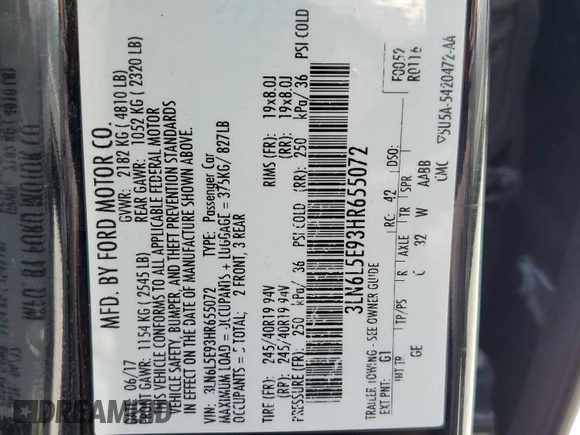 MFD. BY FORD MOTOR CO.
DATE: 06/17 GVWR: 2182 KG ( 4810 LB)
FRONT GAWR: 1154 KG ( 2545 LB) REAR GAWR: 1052 KG ( 2320 LB)
THIS VEHICLE CONFORMS TO ALL APPLICABLE FEDERAL MOTOR
VEHICLE SAFETY, BUMPER, AND THEFT PREVENTION STANDARDS
IN EFFECT ON THE DATE OF MANUFACTURE SHOWN ABOVE.
VIN: 3LN6L5E93HR655072 TYPE: Passenger Car
MAXIMUM LOAD = OCCUPANTS + LUGGAGE = 375KG/ 827LB
OCCUPANTS = 5 TOTAL; 2 FRONT, 3 REAR
TIRE (FR): 245/40R19 94V RIMS (FR): 19x8.0J
(RR): 245/40R19 94V (RR): 19x8.0J
PRESSURE (FR): 250 kPa/ 36 PSI COLD (RR): 250 kPa/ 36 PSI COLD
3LN6L5E93HR655072
TRAILER TOWING - SEE OWNER GUIDE F0052
EXT PNT: G1 RC: 42 DSO: R0116
INT TR TP/PS R AXLE TR SPR
GE C 32 W AABB
CMC 5U5A-5420472-AA
DREAMBID